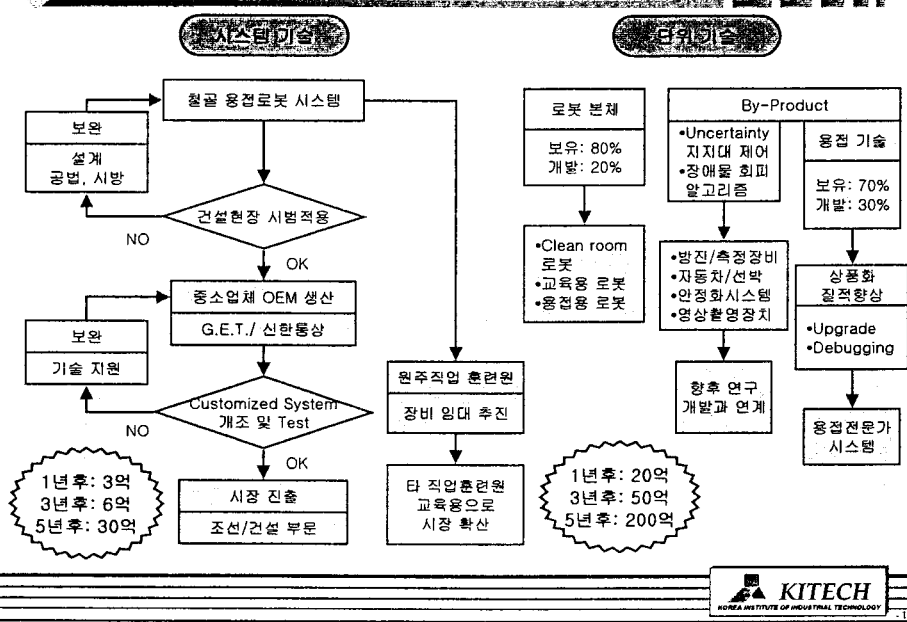 시스템 기술
철골 용접로봇 시스템
보완
설계
공법, 시방
건설현장 시범적용
NO
OK
중소업체 OEM 생산
G.E.T./ 신한통상
보완
기술 지원
Customized System
개조 및 Test
NO
OK
시장 진출
조선/건설 부문
1년후: 3억
3년후: 6억
5년후: 30억
원주직업 훈련원
장비 임대 추진
타 직업훈련원
교육용으로
시장 확산
단위 기술
로봇 본체
보유: 80%
개발: 20%
•Clean room
로봇
•교육용 로봇
•용접용 로봇
By-Product
•Uncertainty
지지대 제어
•장애물 회피
알고리즘
•방진/측정장비
•자동차/선박
•안정화시스템
•영상촬영장치
향후 연구
개발과 연계
용접 기술
보유: 70%
개발: 30%
상품화
질적향상
•Upgrade
•Debugging
용접전문가
시스템
1년후: 20억
3년후: 50억
5년후: 200억
KITECH
KOREA INSTITUTE OF INDUSTRIAL TECHNOLOGY